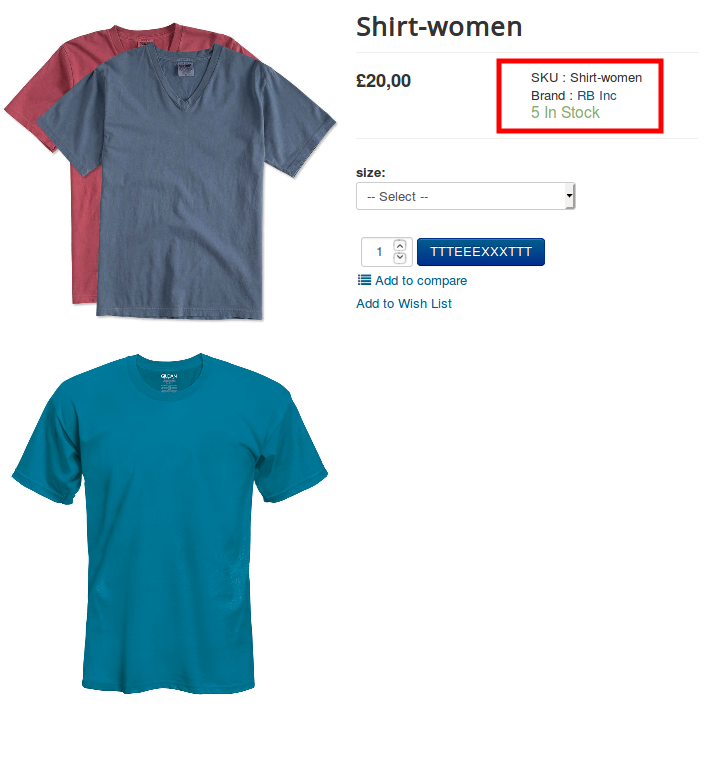 Shirt-women
£20,00
SKU : Shirt-women
Brand : RB Inc
5 In Stock
size:
-- Select --
1
TTTEEEXXXTTT
Add to compare
Add to Wish List
GILDAN